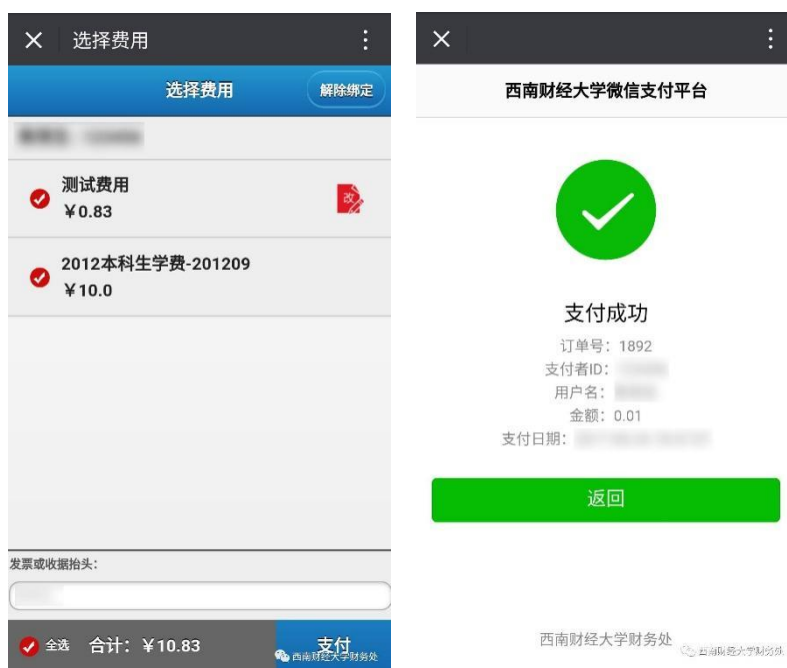 选择费用
选择费用
解除绑定
测试费用
￥0.83
改
2012本科生学费-201209
￥10.0
发票或收据抬头:
全选 合计: ￥10.83
支付
西南财经大学财务处
西南财经大学微信支付平台
支付成功
订单号: 1892
支付者ID:
用户名:
金额: 0.01
支付日期:
返回
西南财经大学财务处
西南财经大学财务处